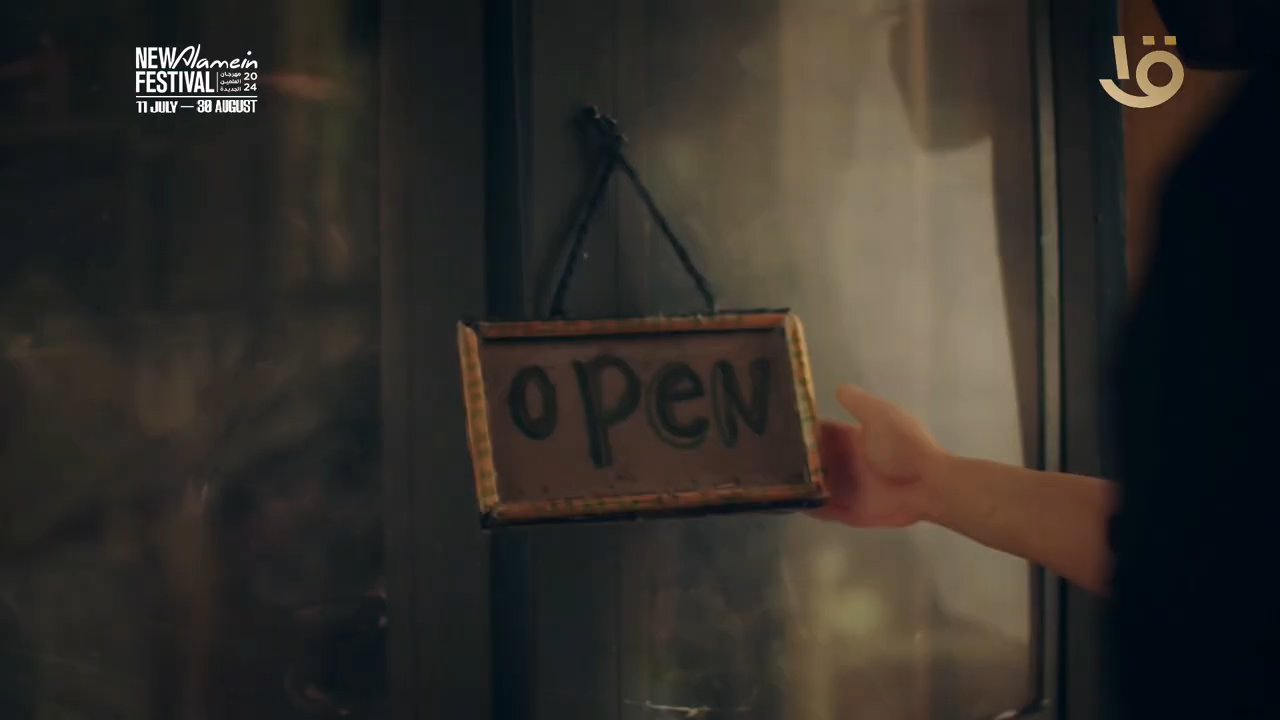 NEW Alamein
FESTIVAL
مهرجان
العلمين
الجديدة
20
24
11 JULY — 30 AUGUST
open